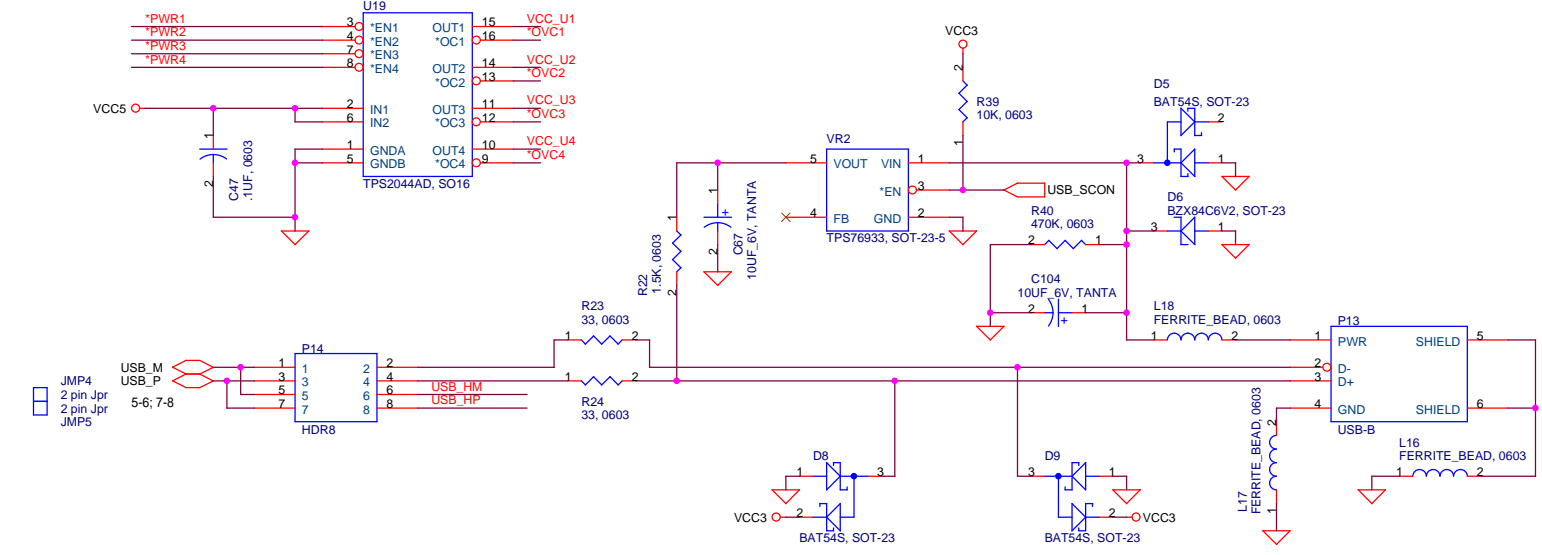 U19
*PWR1 3 *EN1 OUT1 15 VCC_U1
*PWR2 4 *EN2 *OC1 16 *OVC1
*PWR3 7 *EN3
*PWR4 8 *EN4 OUT2 14 VCC_U2
*OC2 13 *OVC2
VCC5 2 IN1 OUT3 11 VCC_U3
6 IN2 *OC3 12 *OVC3
1 GNDA OUT4 10 VCC_U4
5 GNDB *OC4 9 *OVC4
TPS2044AD, SO16
1
2
C47
.1UF, 0603
VCC3
2
R39
10K, 0603
1
VR2
5 VOUT VIN 1
*EN 3
4 FB GND 2
TPS76933, SOT-23-5
USB_SCON
D5
BAT54S, SOT-23
2
3
1
D6
BZX84C6V2, SOT-23
3
1
R40
470K, 0603
2 1
C104
10UF_6V, TANTA
2 1
+
1
+
2
C67
10UF_6V, TANTA
1
R22
1.5K, 0603
2
L18
FERRITE_BEAD, 0603
1 2
P13
1 PWR SHIELD 5
2 D-
3 D+
4 GND SHIELD 6
USB-B
R23
33, 0603
1 2
1 2
R24
33, 0603
P14
USB_M 1 1 2 2
USB_P 3 3 4 4
5 5 6 6 USB_HM
7 7 8 8 USB_HP
HDR8
JMP4
2 pin Jpr
2 pin Jpr
JMP5
5-6; 7-8
D8
1 3
VCC3 2
BAT54S, SOT-23
D9
3 1
2 VCC3
BAT54S, SOT-23
2
L17
FERRITE_BEAD, 0603
1
L16
FERRITE_BEAD, 0603
1 2